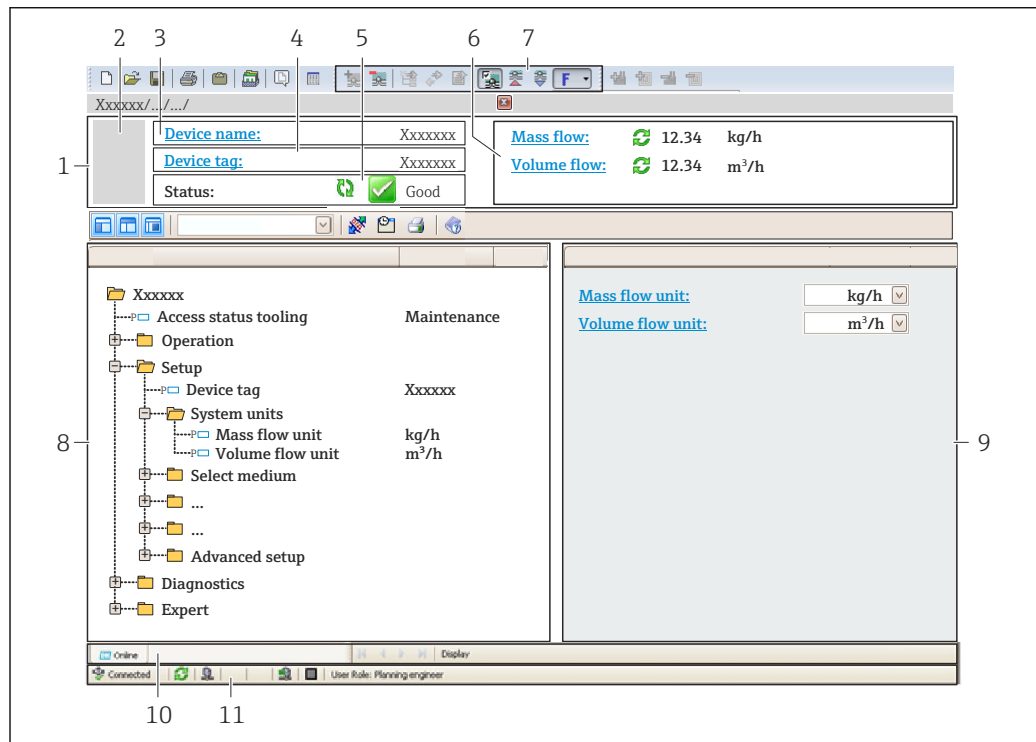 2 3 4 5 6 7
F
Xxxxxx/.../.../
1
Device name: Xxxxxxx
Mass flow: 12.34 kg/h
Device tag: Xxxxxxx
Volume flow: 12.34 m³/h
Status: Good
Xxxxxx
Mass flow unit: kg/h
P Access status tooling Maintenance
Volume flow unit: m³/h
Operation
Setup
P Device tag Xxxxxx
System units
P Mass flow unit kg/h
8
9
P Volume flow unit m³/h
Select medium
...
...
Advanced setup
Diagnostics
Expert
Online Display
Connected User Role: Planning engineer
10 11